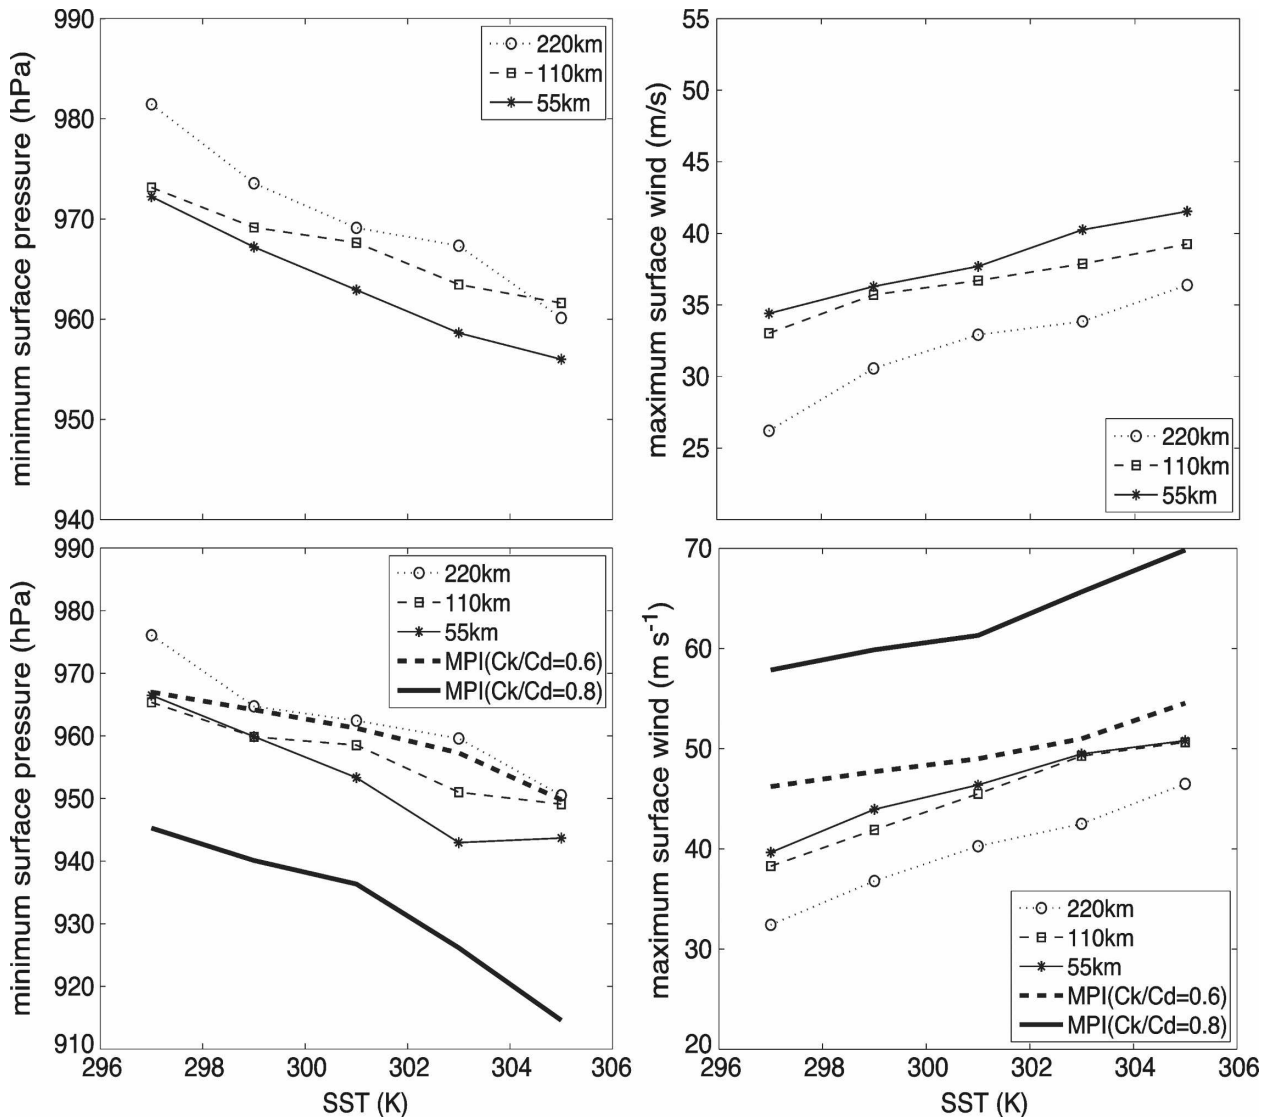 minimum surface pressure (hPa)
990
980
970
960
950
940
220km
110km
55km
maximum surface wind (m/s)
55
50
45
40
35
30
25
220km
110km
55km
minimum surface pressure (hPa)
990
980
970
960
950
940
930
920
910
220km
110km
55km
MPI(Ck/Cd=0.6)
MPI(Ck/Cd=0.8)
296 298 300 302 304 306
SST (K)
maximum surface wind (m s-1)
70
60
50
40
30
20
220km
110km
55km
MPI(Ck/Cd=0.6)
MPI(Ck/Cd=0.8)
296 298 300 302 304 306
SST (K)